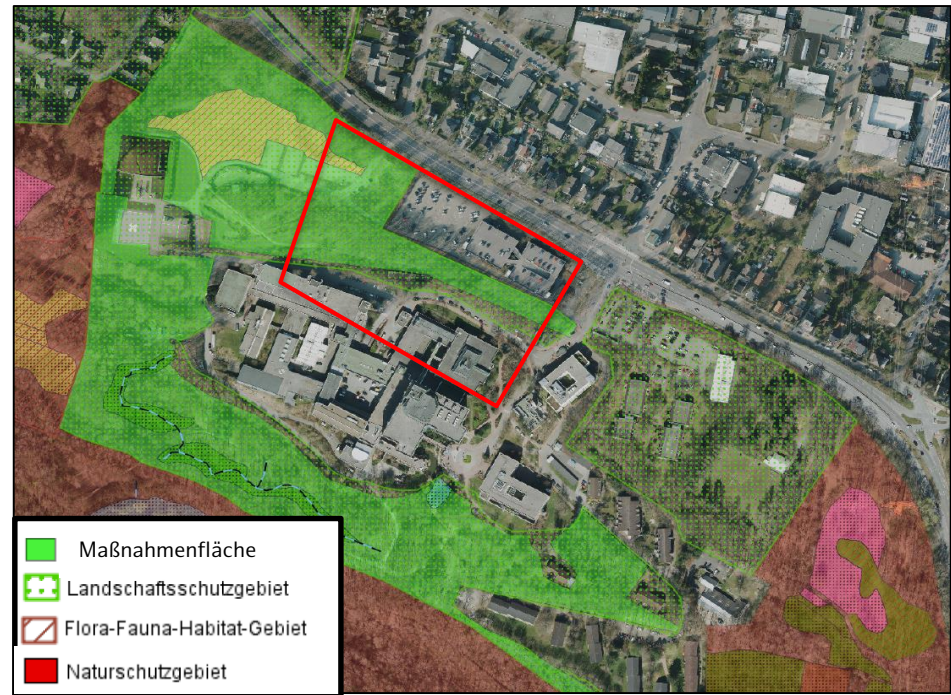 Maßnahmenfläche
Landschaftsschutzgebiet
Flora-Fauna-Habitat-Gebiet
Naturschutzgebiet